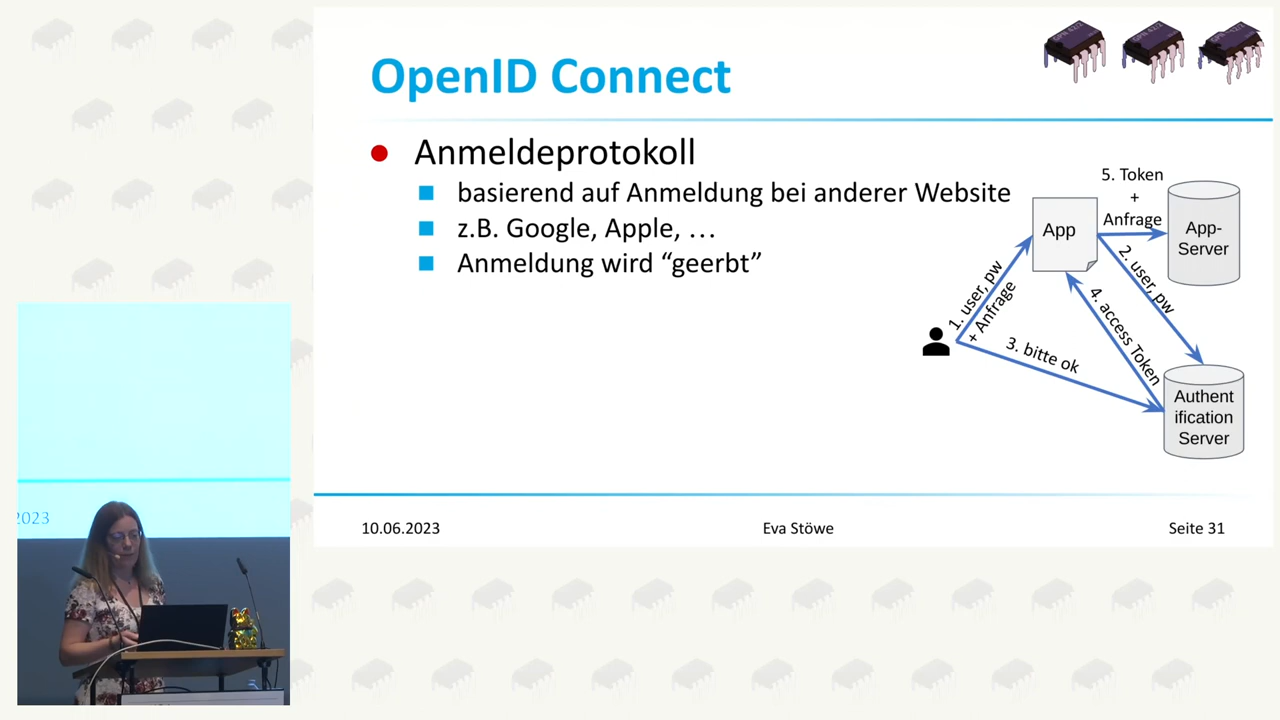 OpenID Connect
Anmeldeprotokoll
basierend auf Anmeldung bei anderer Website
z.B. Google, Apple, …
Anmeldung wird “geerbt”
5. Token
+
Anfrage
App
App-
Server
1. user, pw
+ Anfrage
2. user, pw
3. bitte ok
4. access Token
Authent
ification
Server
10.06.2023
Eva Stöwe
Seite 31
2023